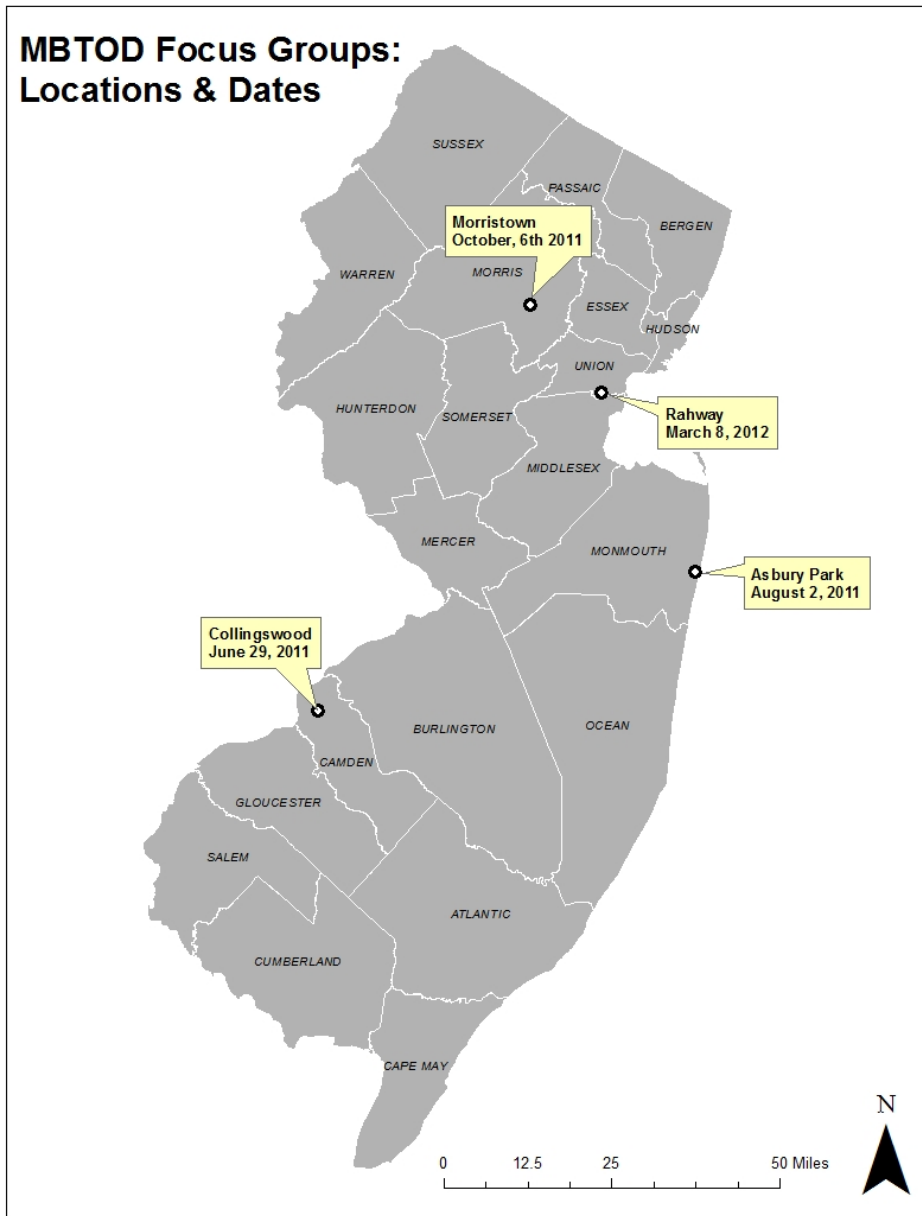 MBTOD Focus Groups:
Locations & Dates
SUSSEX
PASSAIC
BERGEN
Morristown
October, 6th 2011
MORRIS
WARREN
ESSEX
HUDSON
UNION
HUNTERDON
SOMERSET
Rahway
March 8, 2012
MIDDLESEX
MERCER
MONMOUTH
Asbury Park
August 2, 2011
Collingswood
June 29, 2011
OCEAN
BURLINGTON
CAMDEN
GLOUCESTER
SALEM
ATLANTIC
CUMBERLAND
CAPE MAY
N
0 12.5 25 50 Miles